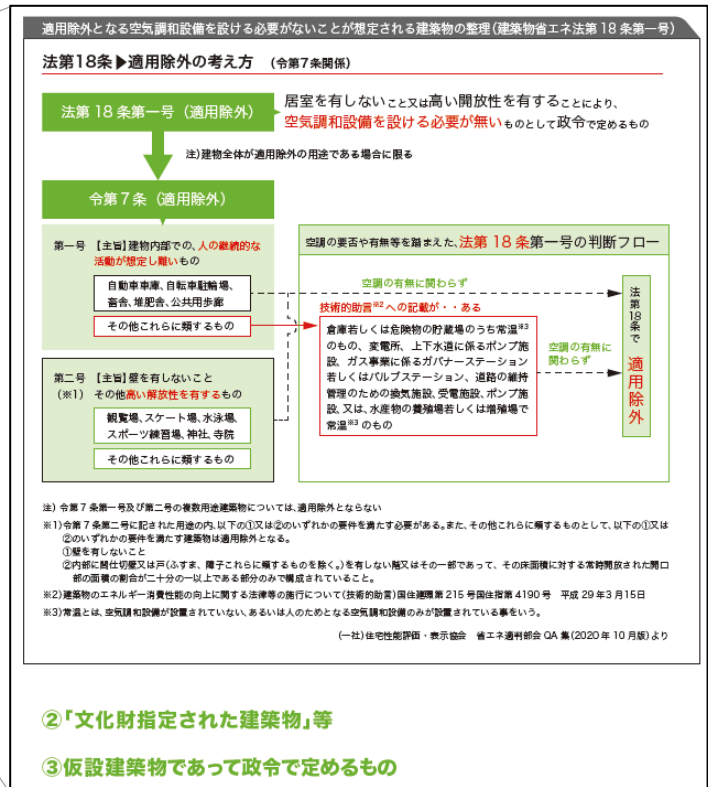 適用除外となる空気調和設備を設ける必要がないことが想定される建築物の整理(建築物省エネ法第18条第一号)
法第18条▶適用除外の考え方 (令第7条関係)
法第18条第一号(適用除外)
居室を有しないこと又は高い開放性を有することにより、
空気調和設備を設ける必要が無いものとして政令で定めるもの
注)建物全体が適用除外の用途である場合に限る
令第7条(適用除外)
第一号 【主旨】建物内部での、人の継続的な
活動が想定し難いもの
自動車車庫、自転車駐輪場、
畜舎、堆肥舎、公共用歩廊
その他これらに類するもの
第二号 【主旨】壁を有しないこと
(※1) その他高い解放性を有するもの
観覧場、スケート場、水泳場、
スポーツ練習場、神社、寺院
その他これらに類するもの
空調の要否や有無等を踏まえた、法第18条第一号の判断フロー
空調の有無に関わらず
技術的助言※2への記載が・・ある
倉庫若しくは危険物の貯蔵場のうち常温※3
のもの、変電所、上下水道に係るポンプ施
設、ガス事業に係るガバナーステーション
若しくはバルブステーション、道路の維持
管理のための換気施設、受電施設、ポンプ施
設、又は、水産物の養殖場若しくは増殖場で
常温※3のもの
空調の有無に
関わらず
法第18条で 適用除外
注) 令第7条第一号及び第二号の複数用途建築物については、適用除外とならない
※1)令第7条第二号に記された用途の内、以下の①又は②のいずれかの要件を満たす必要がある。また、その他これらに類するものとして、以下の①又は
②のいずれかの要件を満たす建築物は適用除外となる。
①壁を有しないこと
②内部に間仕切壁又は戸(ふすま、障子これらに類するものを除く。)を有しない階又はその一部であって、その床面積に対する常時開放された開口
部の面積の割合が二十分の一以上である部分のみで構成されていること。
※2)建築物のエネルギー消費性能の向上に関する法律等の施行について(技術的助言)国住建環第215号国住指第4190号 平成29年3月15日
※3)常温とは、空気調和設備が設置されていない、あるいは人のためとなる空気調和設備のみが設置されている事をいう。
(一社)住宅性能評価・表示協会 省エネ適判部会QA集(2020年10月版)より
②「文化財指定された建築物」等
③仮設建築物であって政令で定めるもの